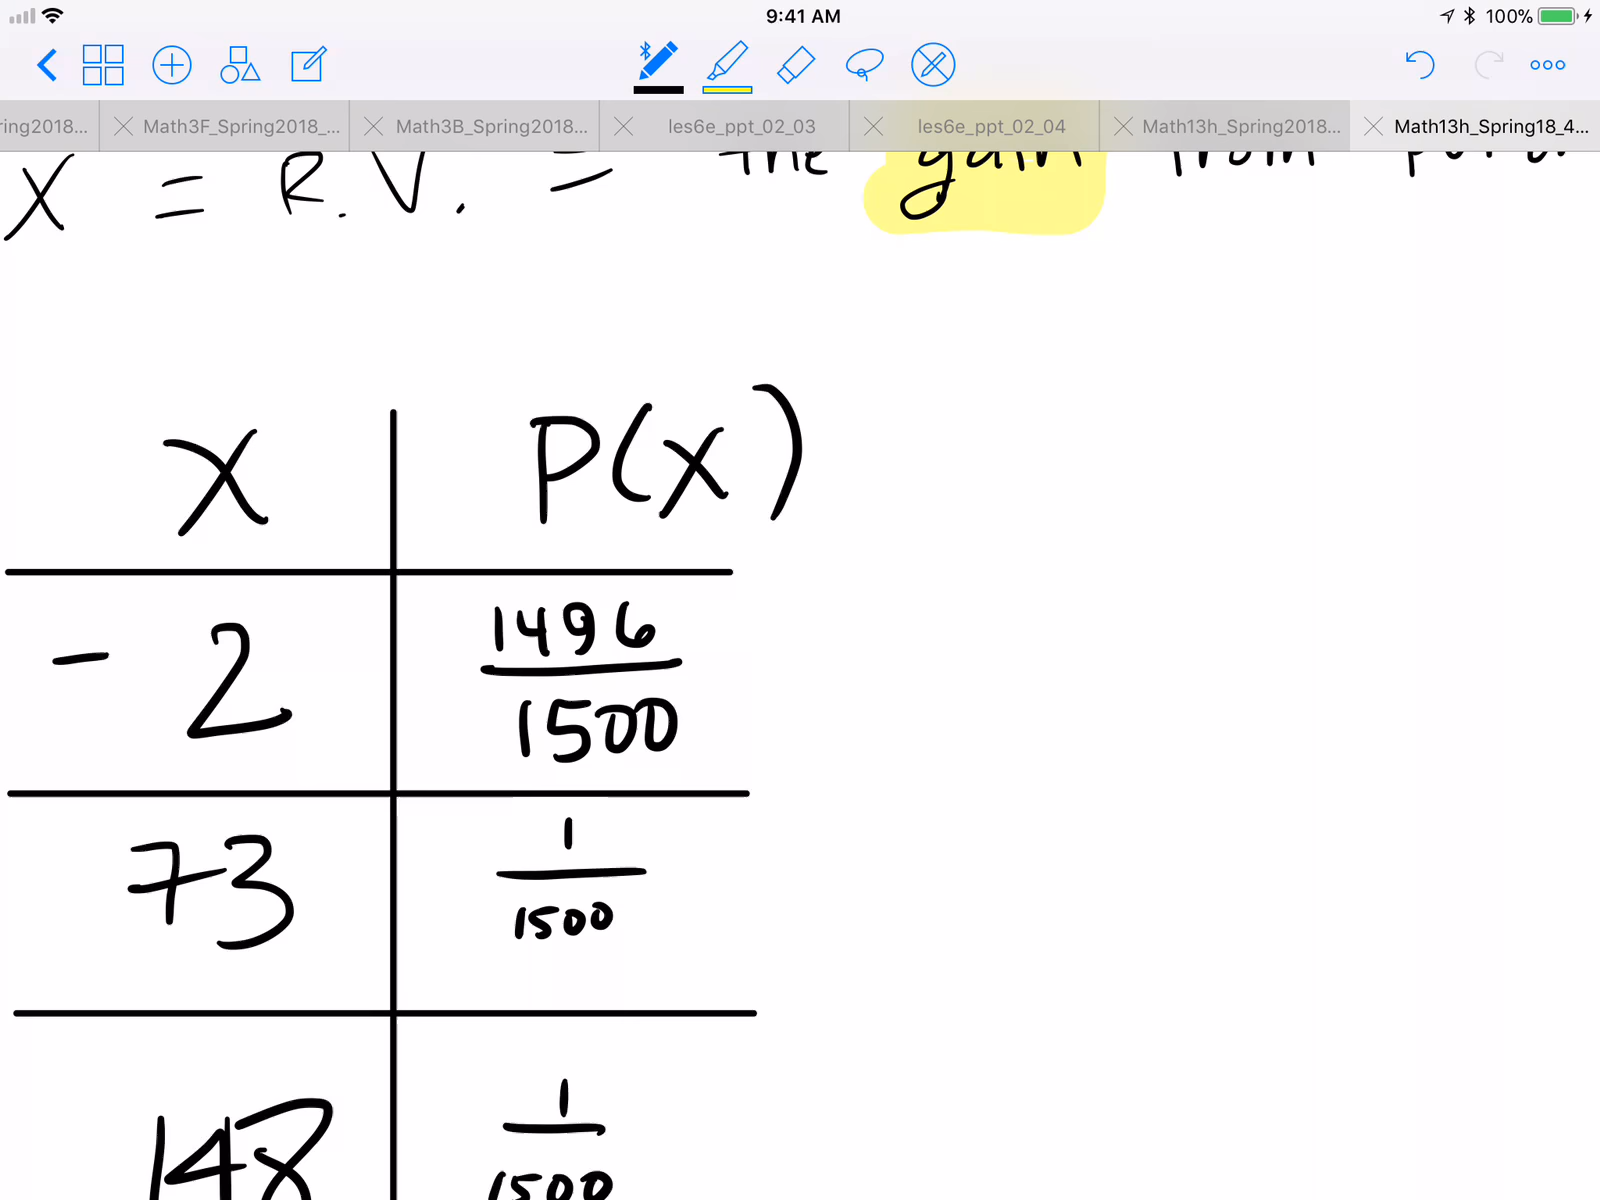 9:41 AM 100%
ring2018... Math3F_Spring2018_... Math3B_Spring2018... les6e_ppt_02_03 les6e_ppt_02_04 Math13h_Spring2018... Math13h_Spring18_4...
X = R.V. = the gain from
x P(x)
-2 1496
1500
73 1
1500
148 1
1500